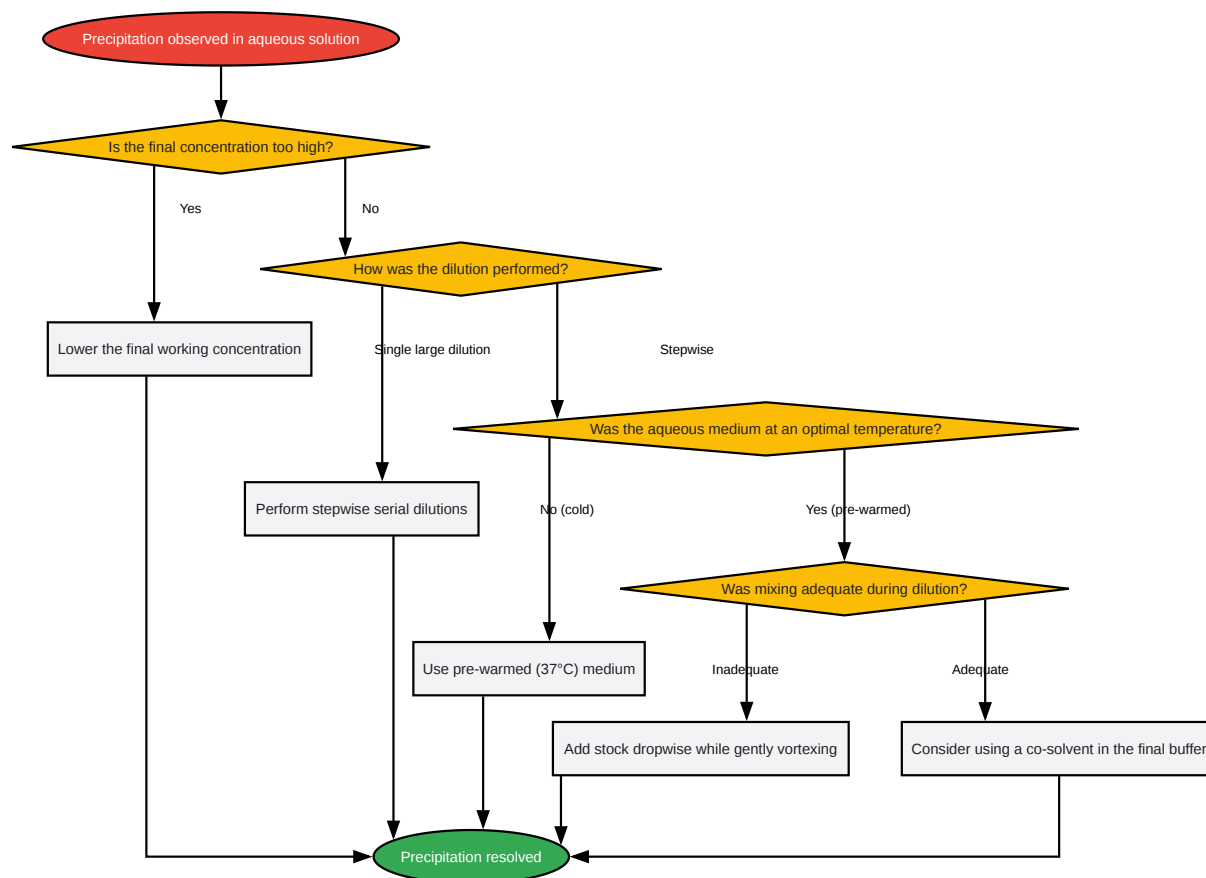 Precipitation observed in aqueous solution
Is the final concentration too high?
Yes
No
How was the dilution performed?
Lower the final working concentration
Single large dilution
Stepwise
Was the aqueous medium at an optimal temperature?
Perform stepwise serial dilutions
No (cold)
Yes (pre-warmed)
Was mixing adequate during dilution?
Use pre-warmed (37°C) medium
Inadequate
Adequate
Add stock dropwise while gently vortexing
Consider using a co-solvent in the final buffer
Precipitation resolved